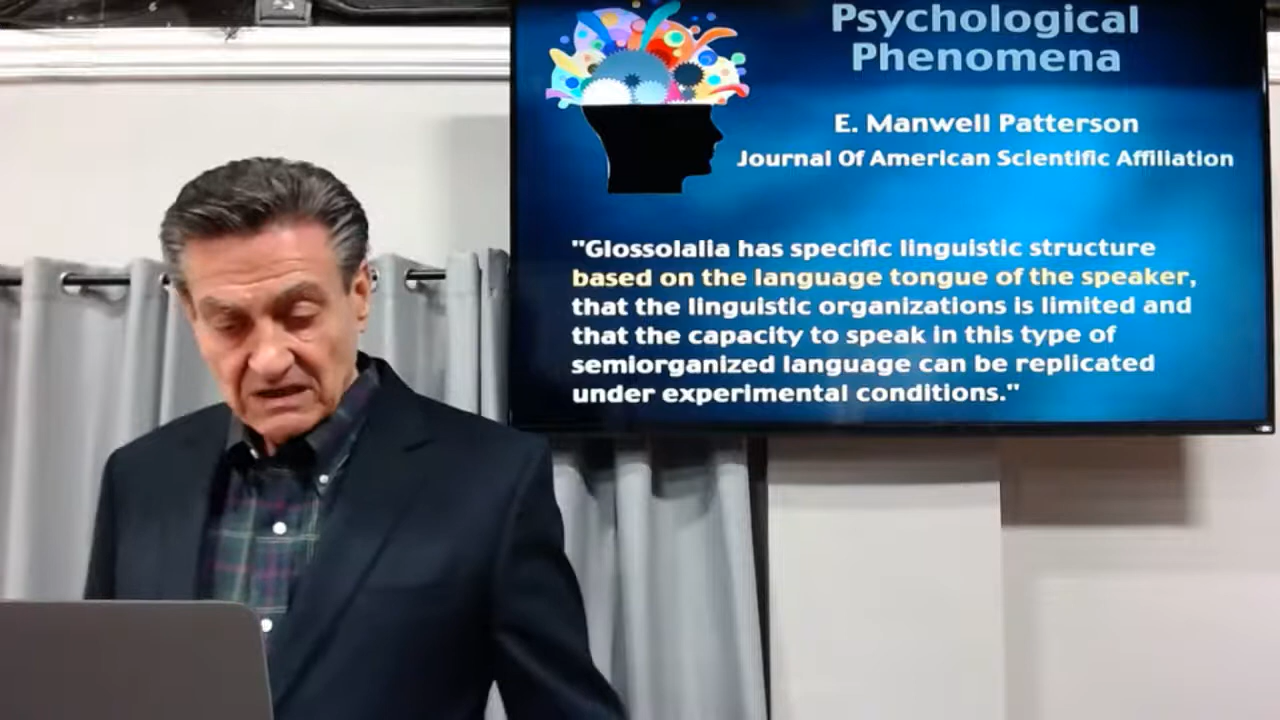 Psychological
Phenomena
E. Manwell Patterson
Journal Of American Scientific Affiliation
"Glossolalia has specific linguistic structure
based on the language tongue of the speaker,
that the linguistic organizations is limited and
that the capacity to speak in this type of
semiorganized language can be replicated
under experimental conditions."